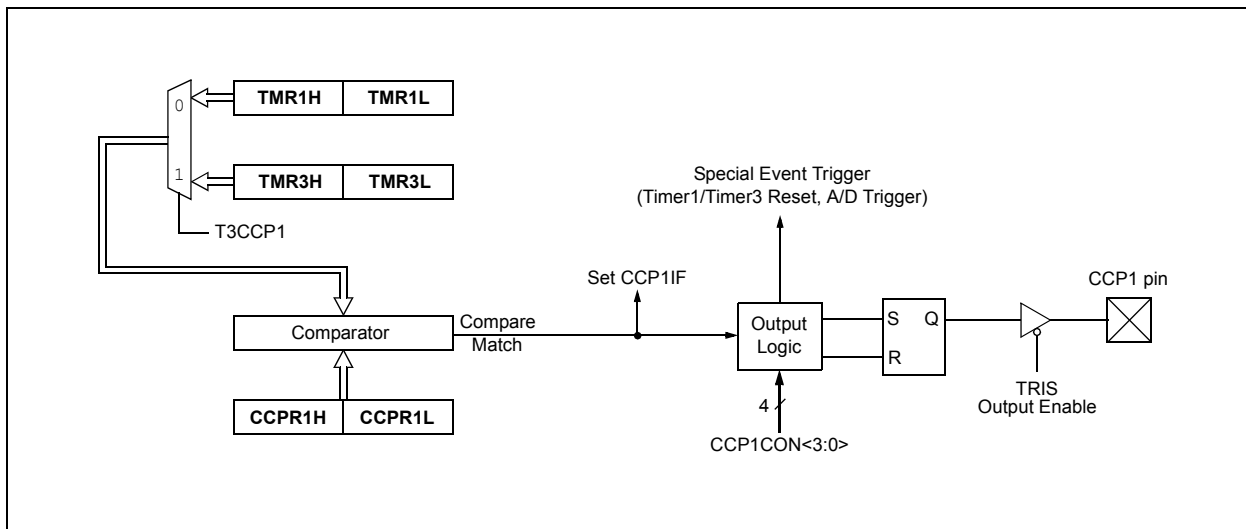 0
TMR1H TMR1L
1
TMR3H TMR3L
T3CCP1
Special Event Trigger
(Timer1/Timer3 Reset, A/D Trigger)
Set CCP1IF
CCP1 pin
Comparator
Compare
Match
Output
Logic
S Q
R
TRIS
Output Enable
CCPR1H CCPR1L
4
CCP1CON<3:0>